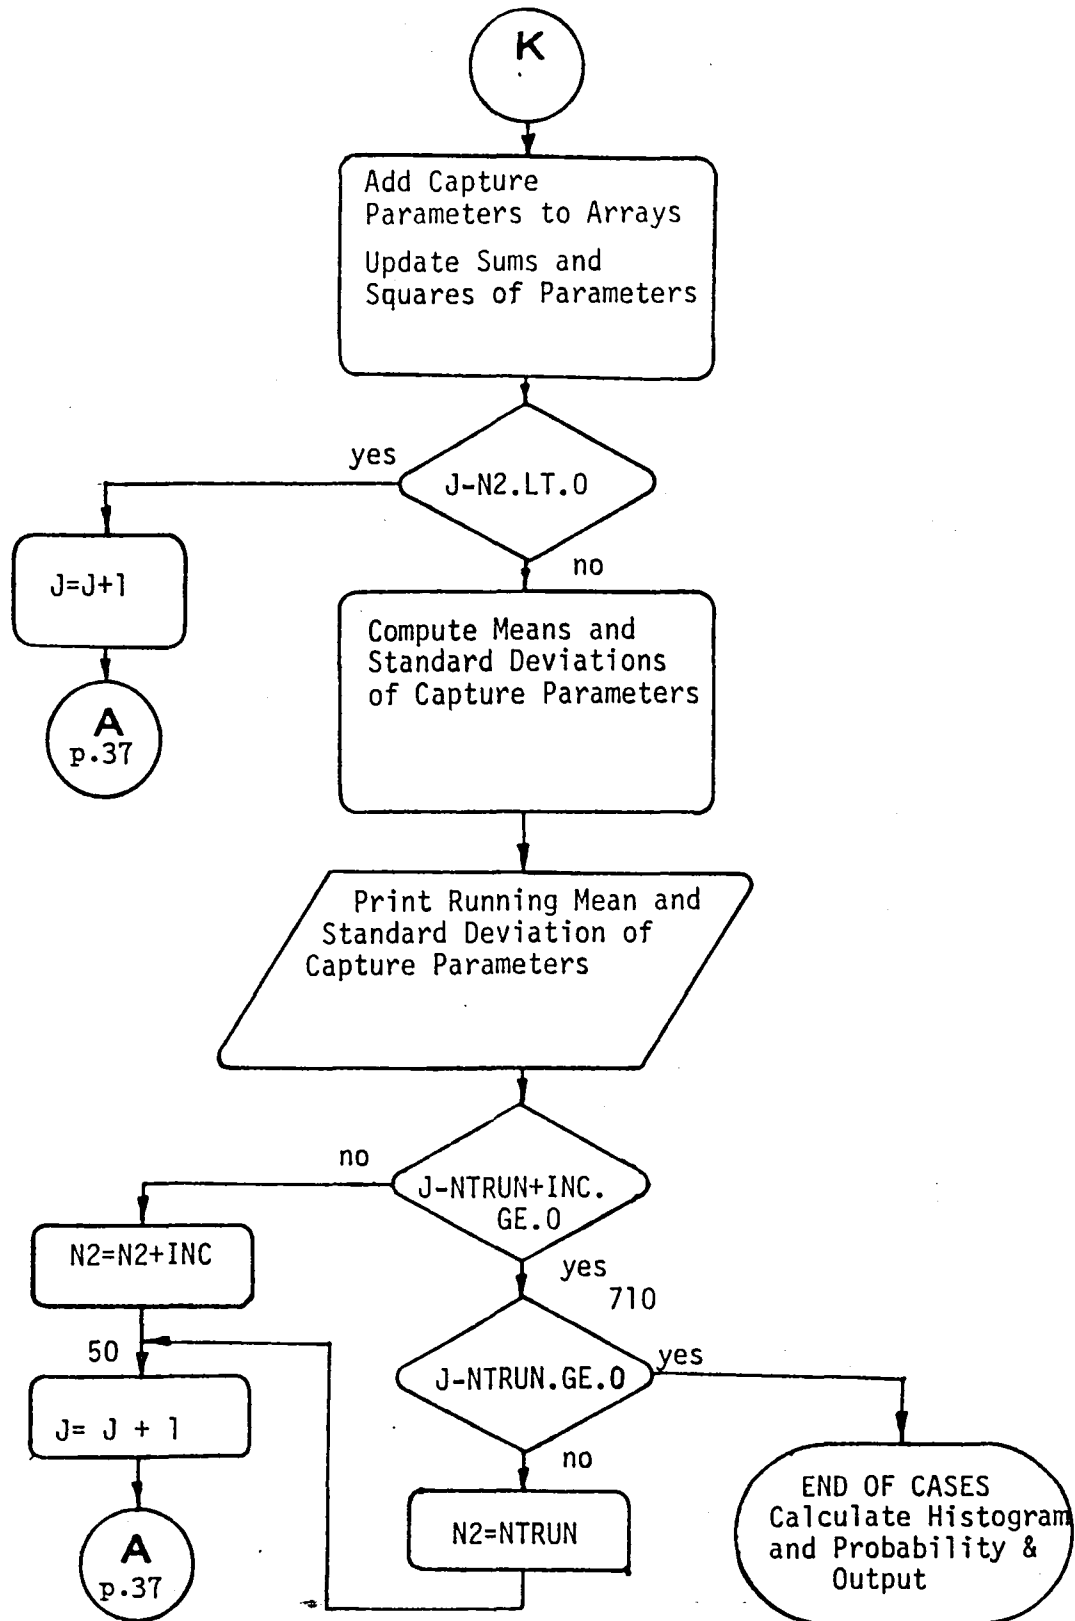 K
Add Capture
Parameters to Arrays
Update Sums and
Squares of Parameters
yes
J-N2.LT.0
no
J=J+1
A
p.37
Compute Means and
Standard Deviations
of Capture Parameters
Print Running Mean and
Standard Deviation of
Capture Parameters
no
J-NTRUN+INC.
GE.0
yes
710
N2=N2+INC
50
J= J + 1
A
p.37
J-NTRUN.GE.0
yes
no
N2=NTRUN
END OF CASES
Calculate Histogram
and Probability &
Output